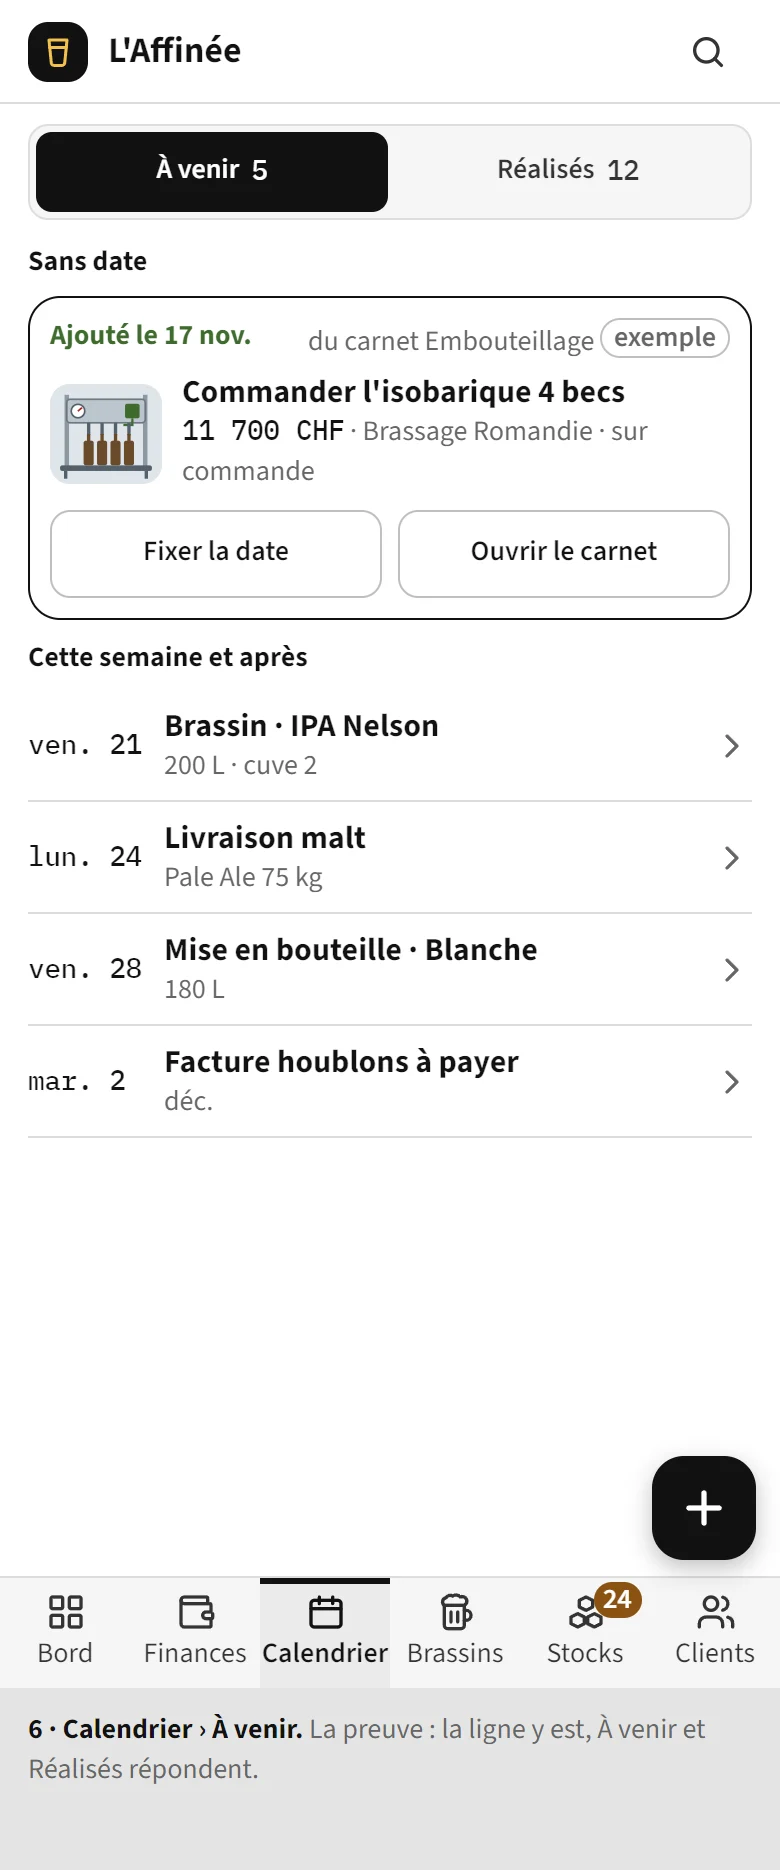 L'Affinée
À venir 5
Réalisés 12
Sans date
Ajouté le 17 nov.
du carnet Embouteillage
exemple
Commander l'isobarique 4 becs
11 700 CHF · Brassage Romandie · sur
commande
Fixer la date
Ouvrir le carnet
Cette semaine et après
ven. 21
Brassin · IPA Nelson
200 L · cuve 2
lun. 24
Livraison malt
Pale Ale 75 kg
ven. 28
Mise en bouteille · Blanche
180 L
mar. 2
Facture houblons à payer
déc.
Bord
Finances
Calendrier
Brassins
24
Stocks
Clients
6 · Calendrier › À venir. La preuve : la ligne y est, À venir et
Réalisés répondent.